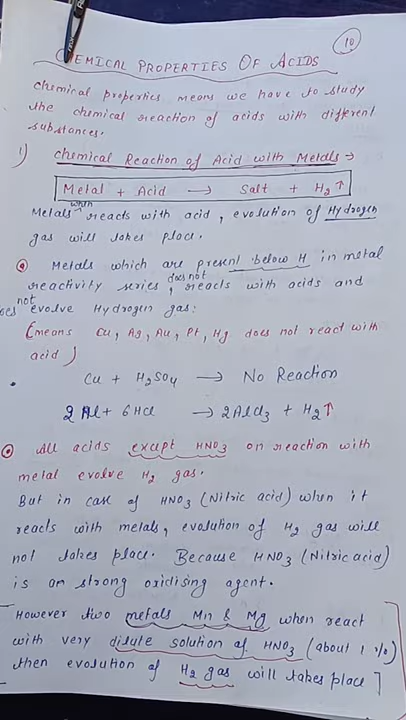 10
CHEMICAL PROPERTIES OF ACIDS
chemical properties means we have to study
the chemical reaction of acids with different
substances.
1) chemical Reaction of Acid with Metals →
Metal + Acid → Salt + H2↑
when
Metals reacts with acid, evolution of Hydrogen
gas will takes place.
Metals which are present below H in metal
does not
reactivity series, reacts with acids and
not
oes evolve Hydrogen gas:
(means Cu, Ag, Au, Pt, Hg does not react with
acid)
Cu + H2SO4 → No Reaction
2Al + 6HCl → 2AlCl3 + H2↑
All acids except HNO3 on reaction with
metal evolve H2 gas.
But in case of HNO3 (Nitric acid) when it
reacts with metals, evolution of H2 gas will
not takes place. Because HNO3 (Nitric acid)
is an strong oxidising agent.
[However two metals Mn & Mg when react
with very dilute solution of HNO3 (about 1 %)
then evolution of H2 gas will takes place]